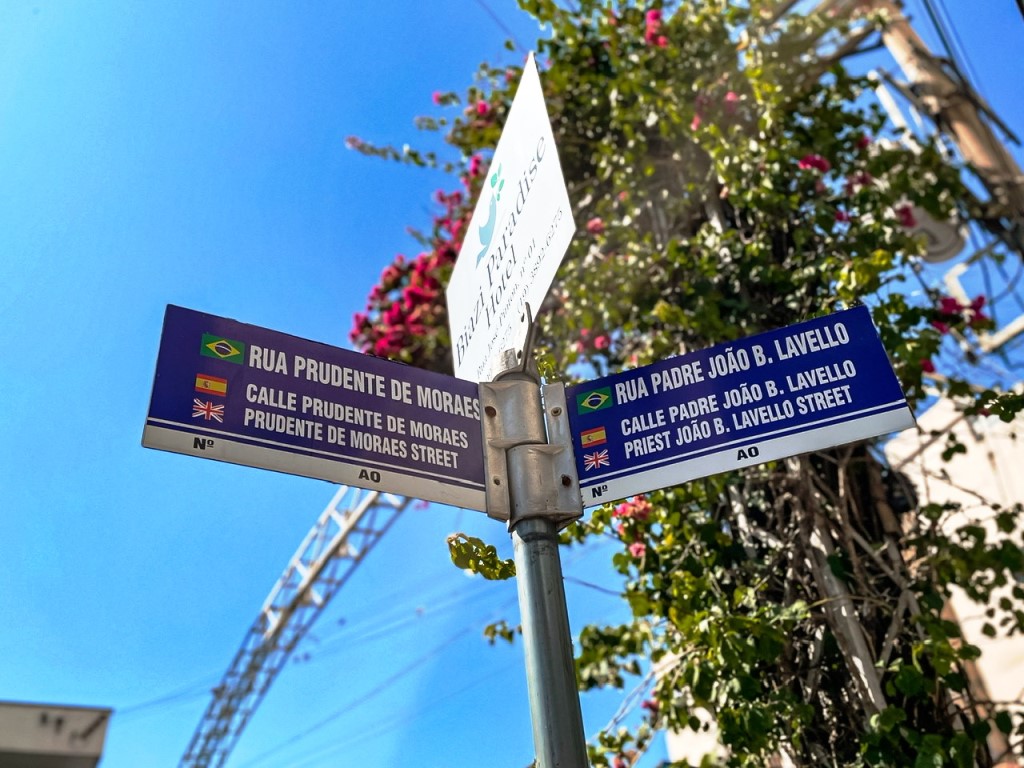 Biazi Paradise
Hotel
RUA PRUDENTE DE MORAES
CALLE PRUDENTE DE MORAES
PRUDENTE DE MORAES STREET
Nº
AO
RUA PADRE JOÃO B. LAVELLO
CALLE PADRE JOÃO B. LAVELLO
PRIEST JOÃO B. LAVELLO STREET
Nº
AO